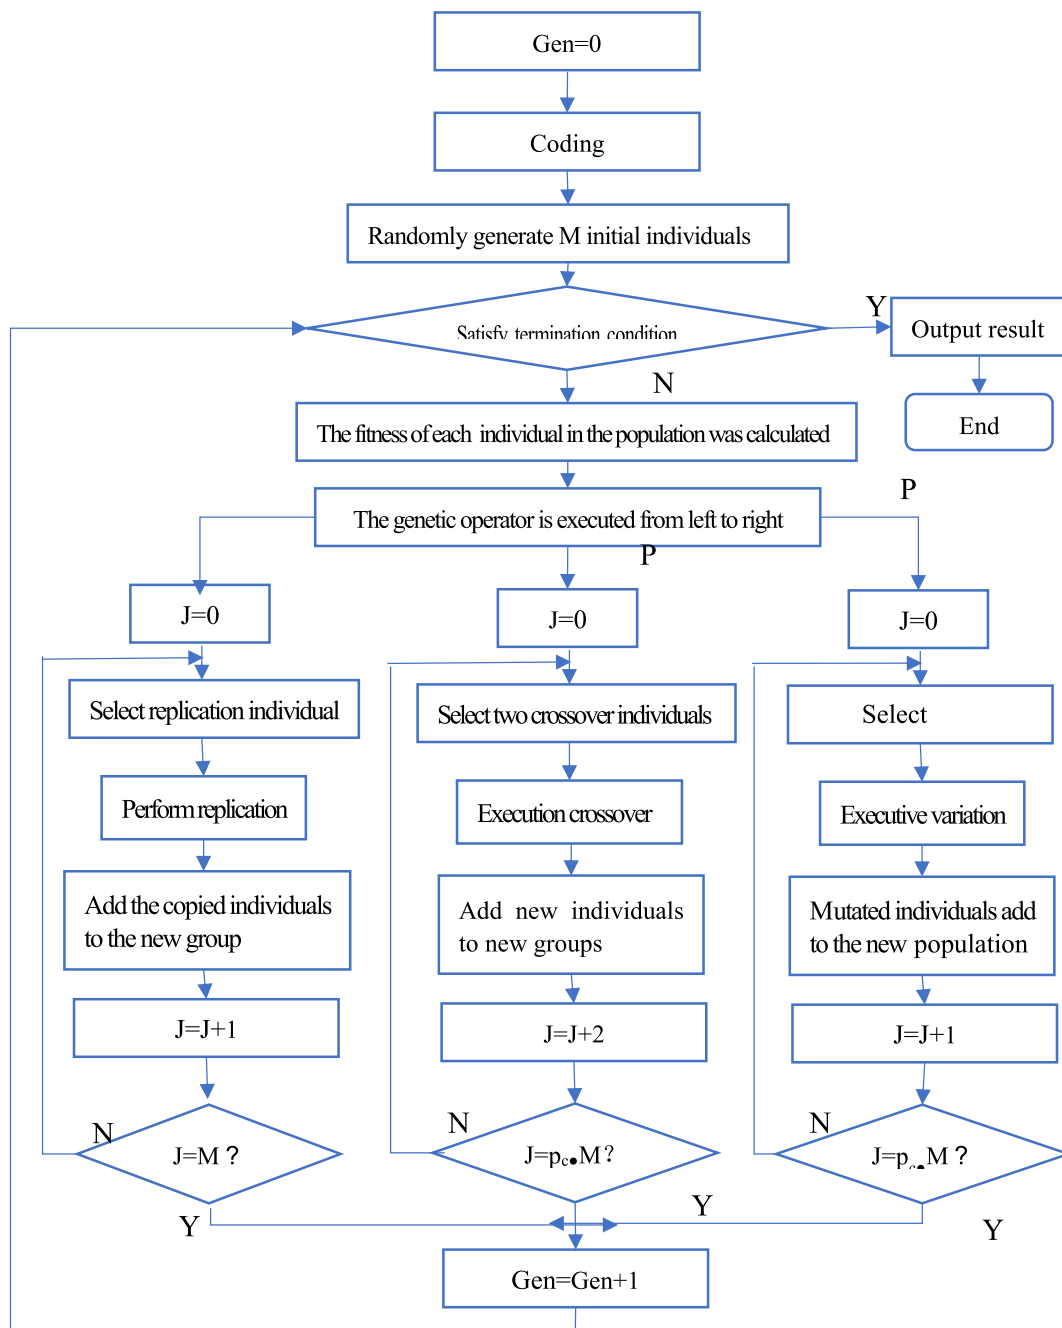 Gen=0
Coding
Randomly generate M initial individuals
Satisfy termination condition
Y
Output result
N
End
The fitness of each individual in the population was calculated
P
The genetic operator is executed from left to right
P
J=0
J=0
J=0
Select replication individual
Select two crossover individuals
Select
Perform replication
Execution crossover
Executive variation
Add the copied individuals
to the new group
Add new individuals
to new groups
Mutated individuals add
to the new population
J=J+1
J=J+2
J=J+1
N
J=M？
N
J=pc•M?
N
J=pc•M？
Y
Y
Y
Gen=Gen+1